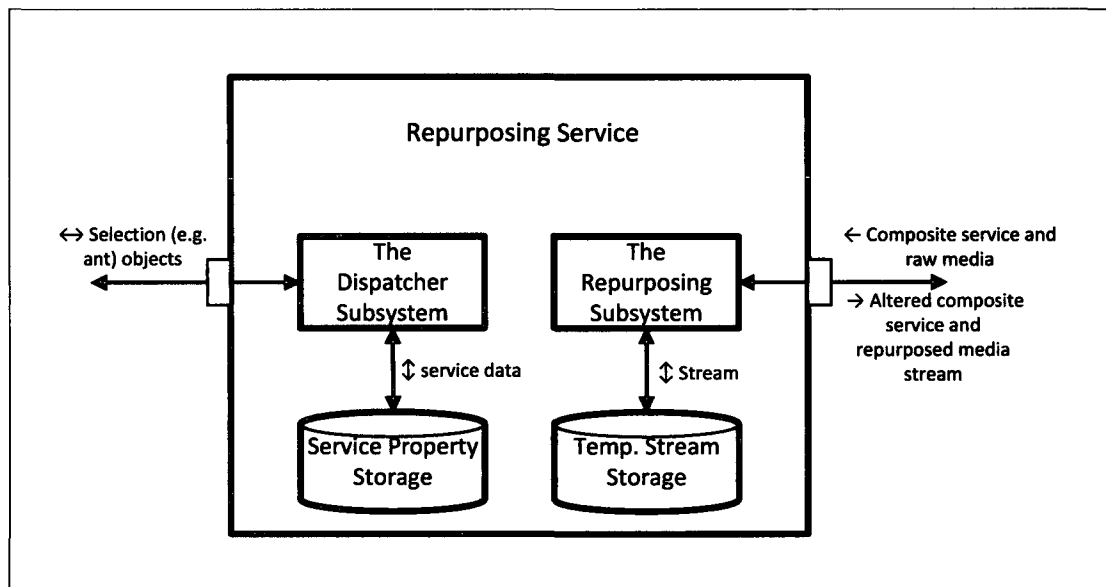 Repurposing Service
↔ Selection (e.g.
ant) objects
The
Dispatcher
Subsystem
The
Repurposing
Subsystem
← Composite service and
raw media
→ Altered composite
service and
repurposed media
stream
↕ service data
↕ Stream
Service Property
Storage
Temp. Stream
Storage